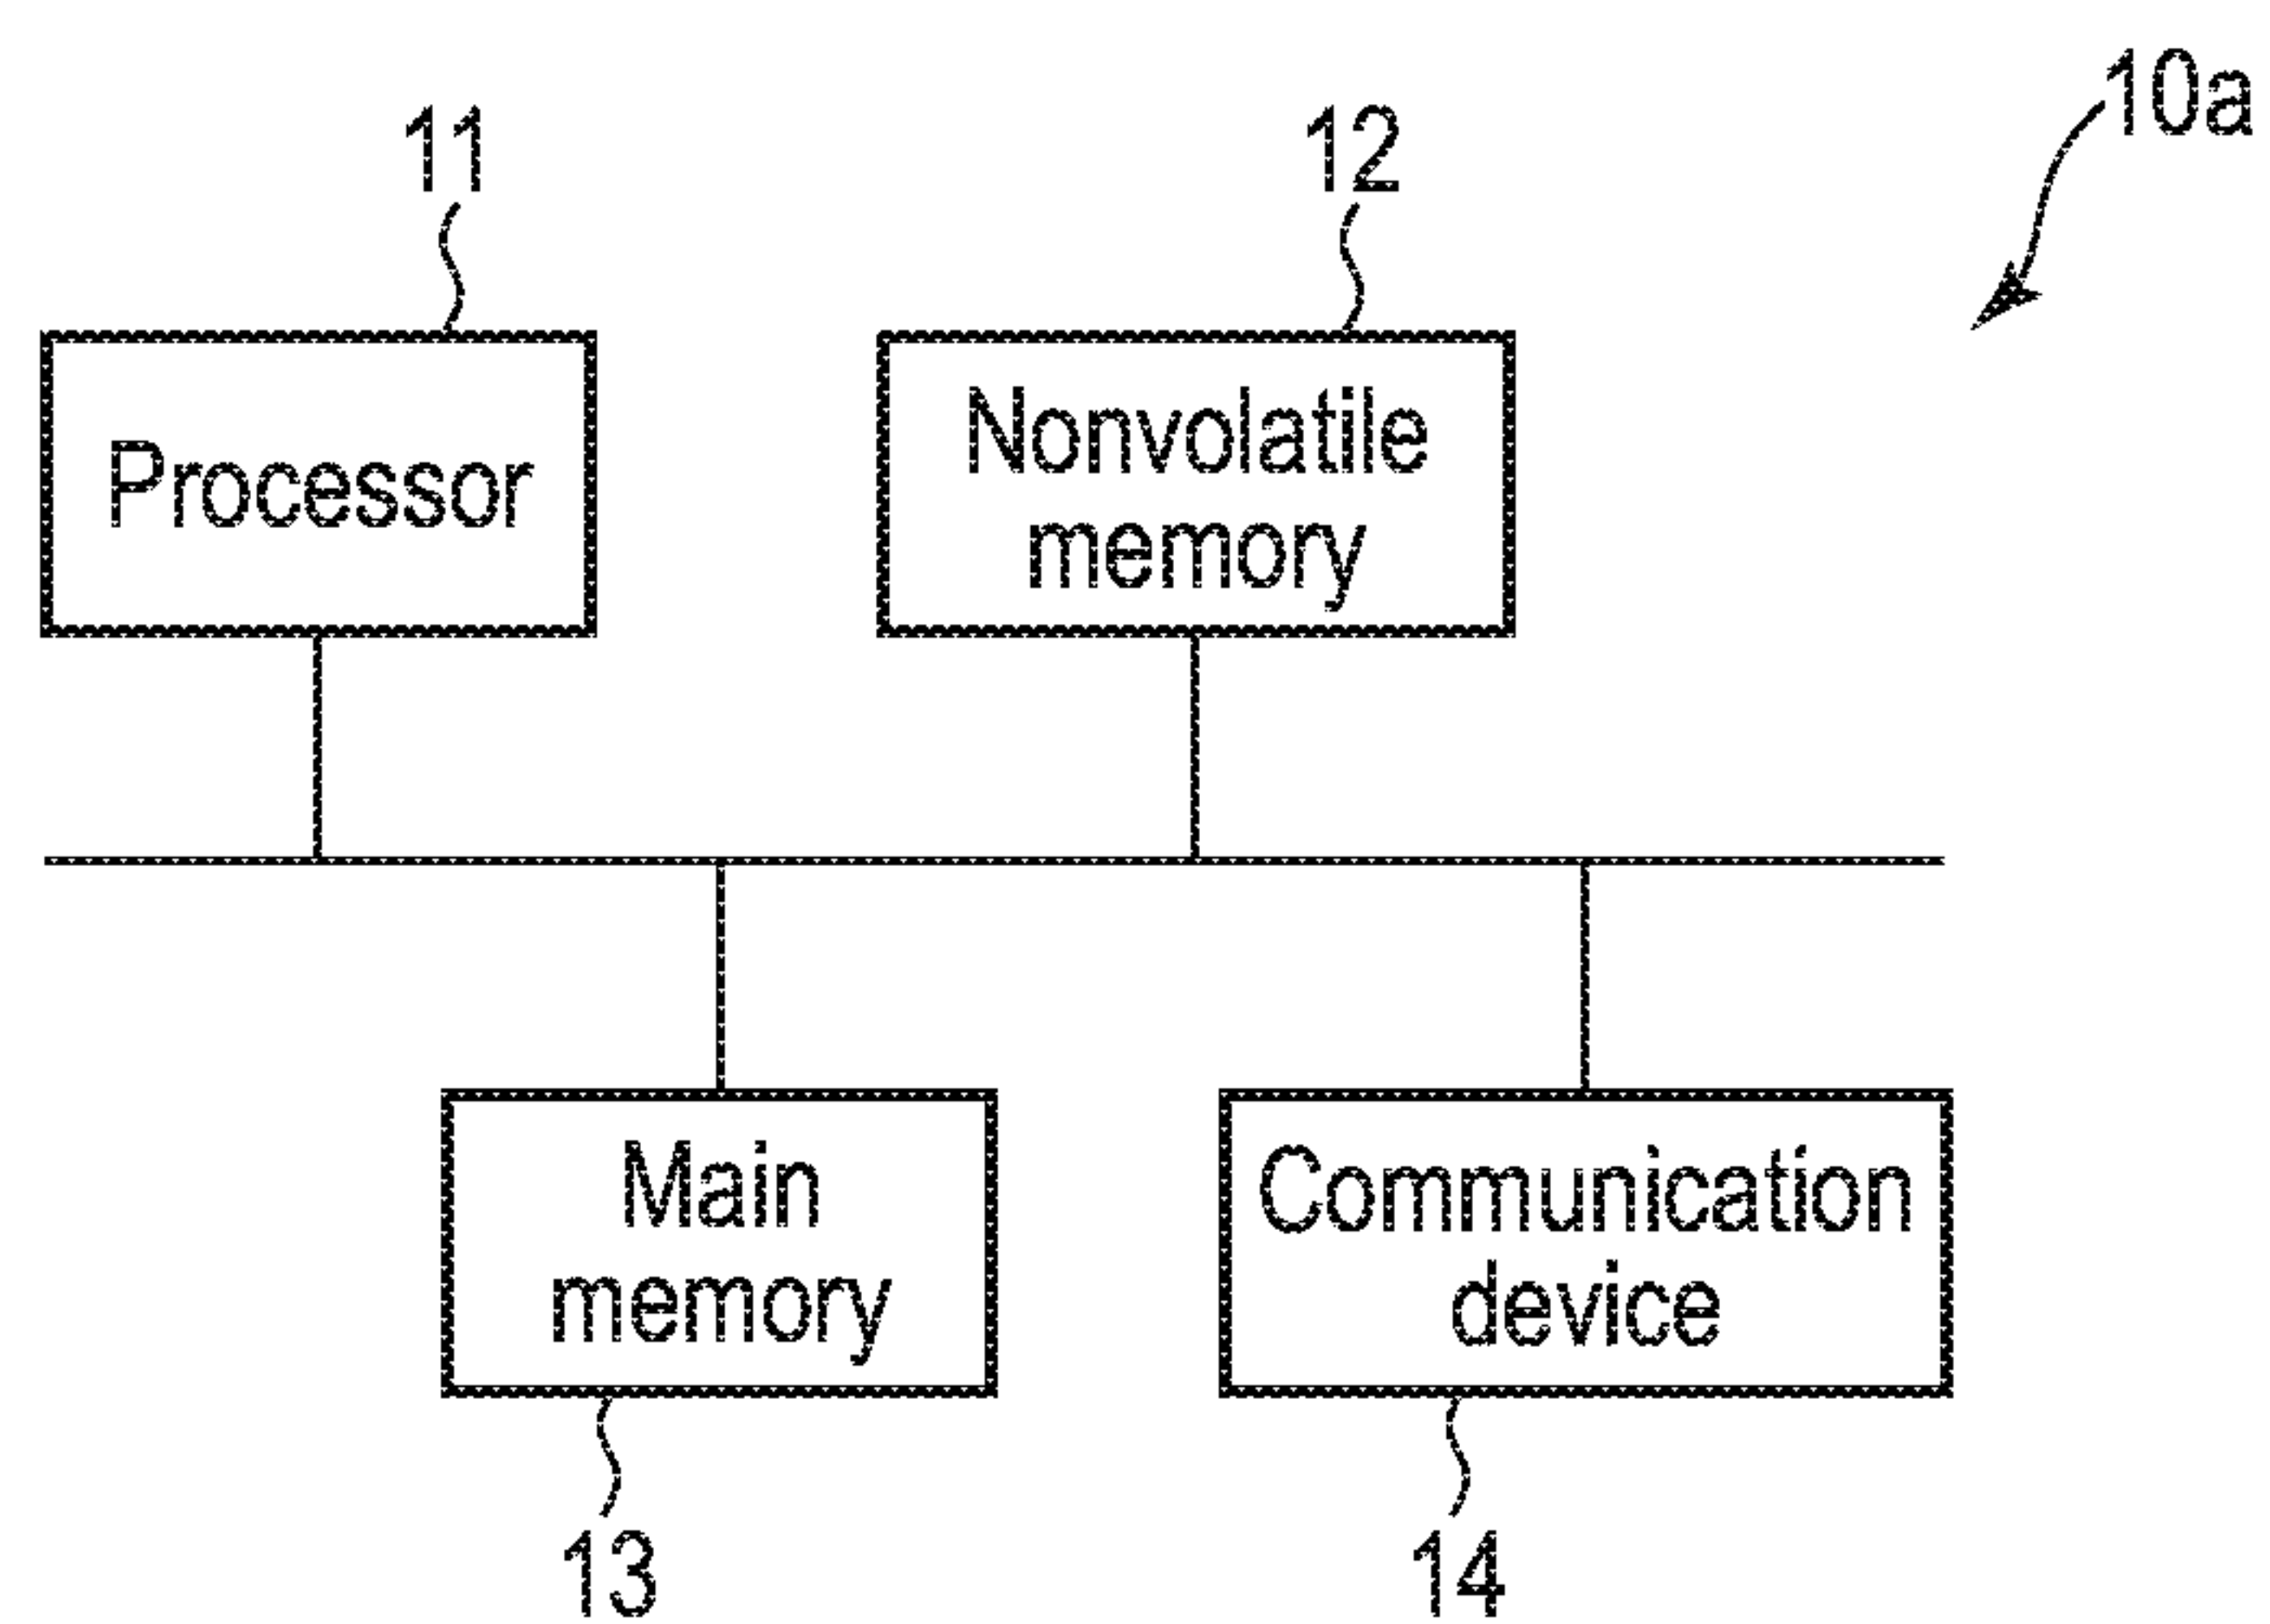 10a
11
12
Processor
Nonvolatile
memory
Main
memory
Communication
device
13
14